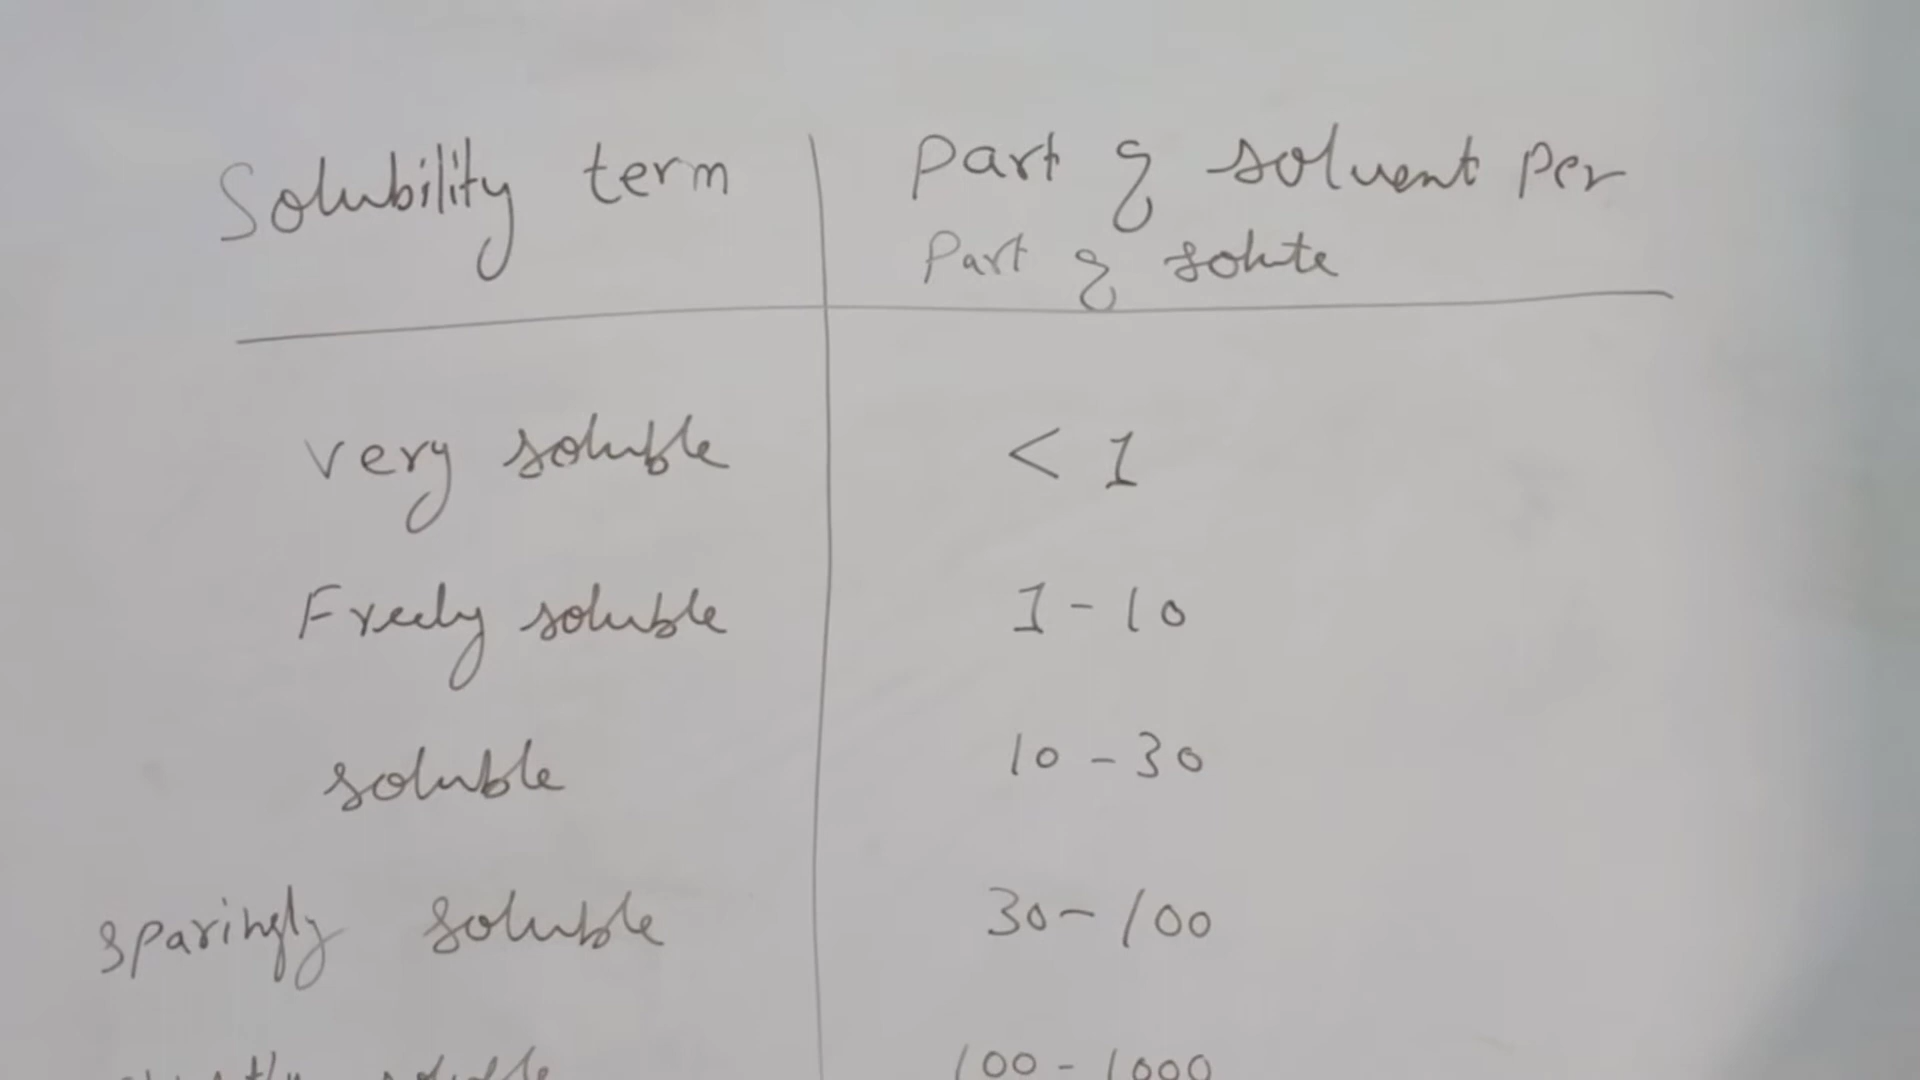 Solubility term | part of solvent per
part of solute
very soluble | < 1
Freely soluble | 1-10
soluble | 10-30
sparingly soluble | 30-100
soluble | 100-1000